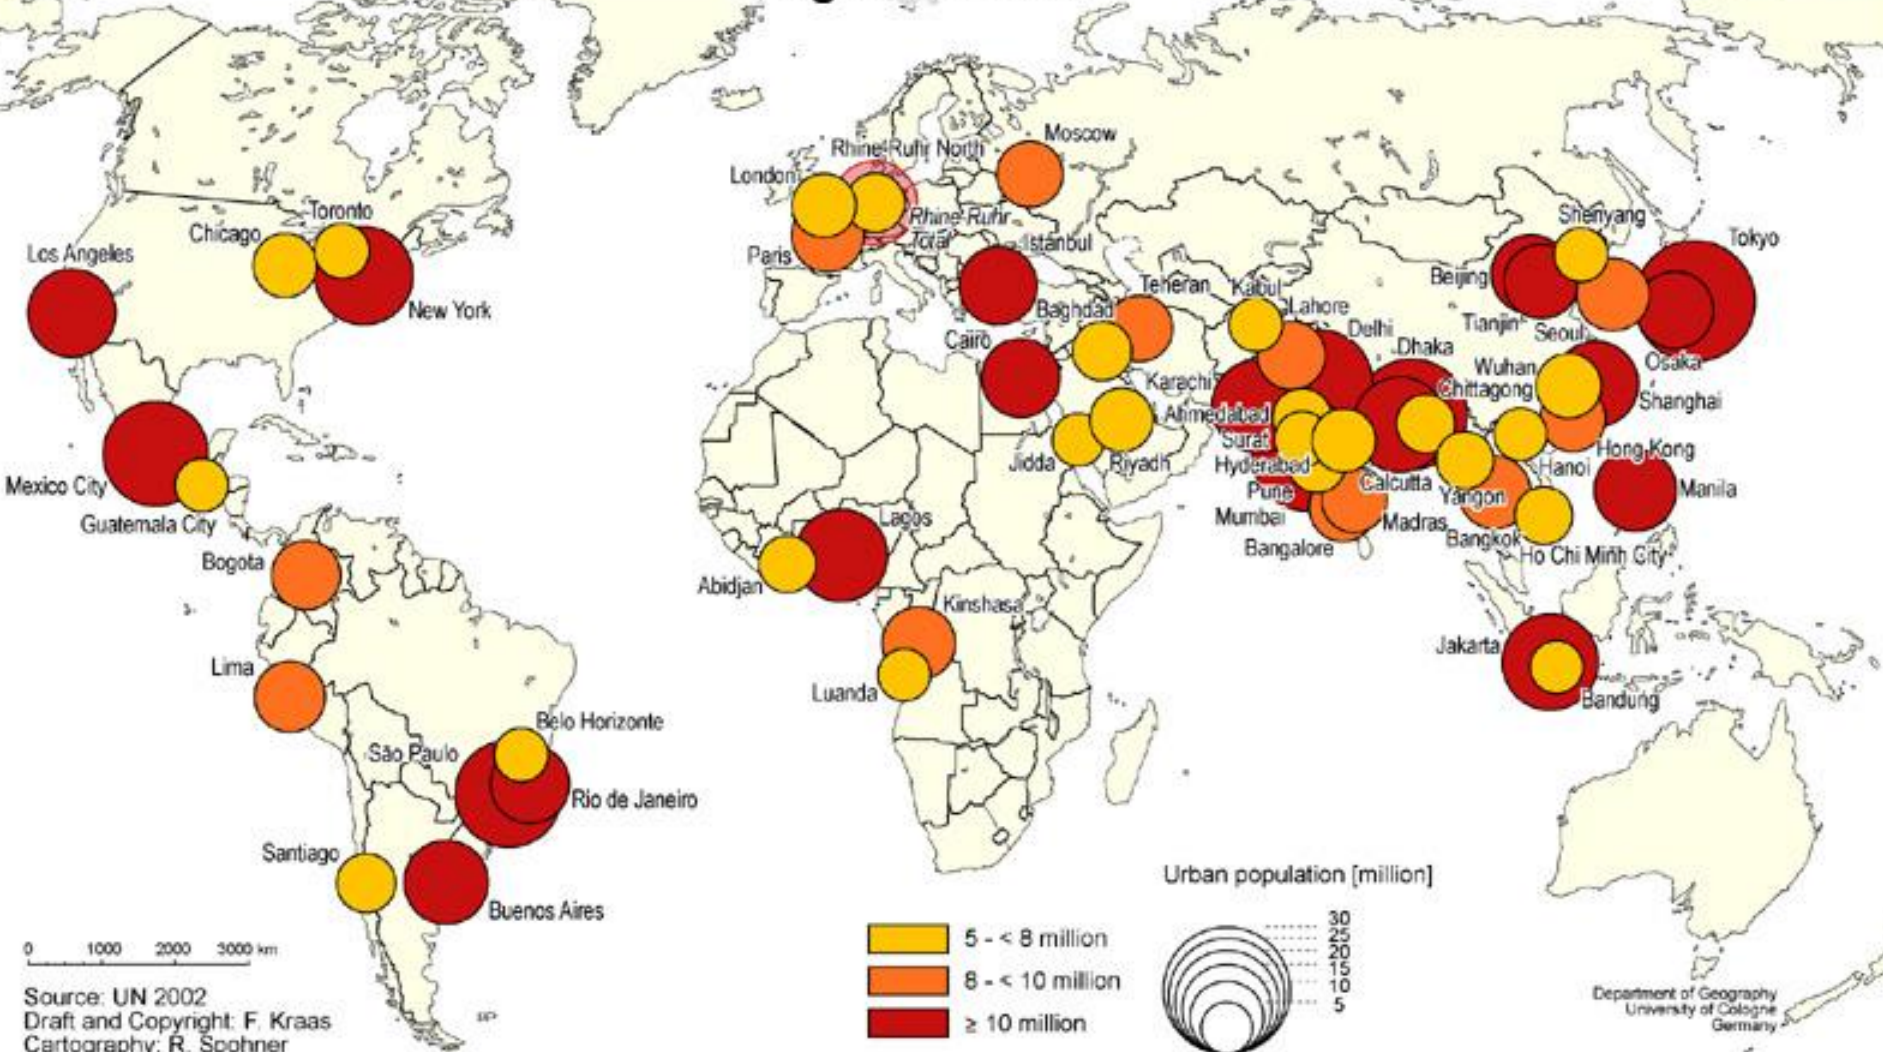 Moscow
Rhine-Ruhr North
London
Rhine-Ruhr
Total
Paris
Istanbul
Toronto
Chicago
Los Angeles
New York
Shenyang
Tokyo
Beijing
Tianjin
Seoul
Osaka
Teheran
Kabul
Baghdad
Lahore
Cairo
Delhi
Dhaka
Wuhan
Karachi
Chittagong
Shanghai
Ahmedabad
Surat
Hong Kong
Jidda
Riyadh
Hyderabad
Hanoi
Calcutta
Mexico City
Pune
Yangon
Manila
Guatemala City
Mumbai
Madras
Lagos
Bangalore
Bangkok
Ho Chi Minh City
Bogota
Abidjan
Kinshasa
Jakarta
Lima
Luanda
Bandung
Belo Horizonte
São Paulo
Rio de Janeiro
Santiago
Buenos Aires
Urban population [million]
30
25
20
15
10
5
5 - < 8 million
8 - < 10 million
≥ 10 million
0 1000 2000 3000 km
Source: UN 2002
Draft and Copyright: F. Kraas
Cartography: R. Spohner
Department of Geography
University of Cologne
Germany